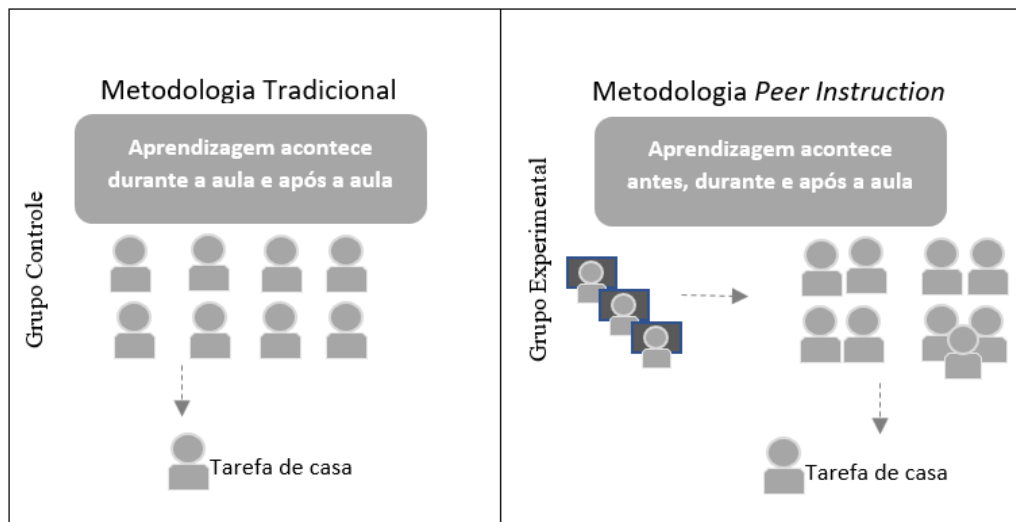 Metodologia Tradicional
Aprendizagem acontece
durante a aula e após a aula
Grupo Controle
Tarefa de casa
Metodologia Peer Instruction
Aprendizagem acontece
antes, durante e após a aula
Grupo Experimental
Tarefa de casa